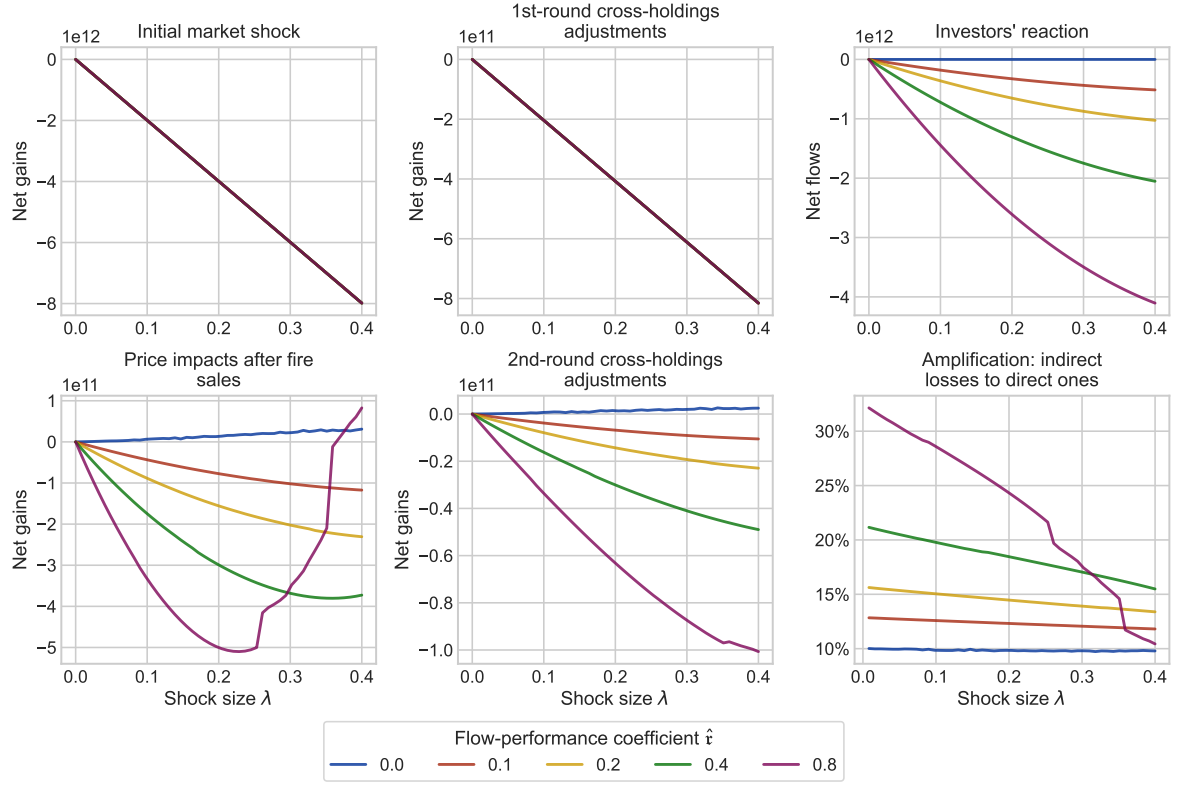 Initial market shock
1e12
Net gains
0
−2
−4
−6
−8
0.0 0.1 0.2 0.3 0.4
1st-round cross-holdings
adjustments
1e11
Net gains
0
−2
−4
−6
−8
0.0 0.1 0.2 0.3 0.4
Investors' reaction
1e12
Net flows
0
−1
−2
−3
−4
0.0 0.1 0.2 0.3 0.4
Price impacts after fire
sales
1e11
Net gains
1
0
−1
−2
−3
−4
−5
0.0 0.1 0.2 0.3 0.4
Shock size λ
2nd-round cross-holdings
adjustments
1e11
Net gains
0.0
−0.2
−0.4
−0.6
−0.8
−1.0
0.0 0.1 0.2 0.3 0.4
Shock size λ
Amplification: indirect
losses to direct ones
30%
25%
20%
15%
10%
0.0 0.1 0.2 0.3 0.4
Shock size λ
Flow-performance coefficient 𝔯̂
0.0 0.1 0.2 0.4 0.8